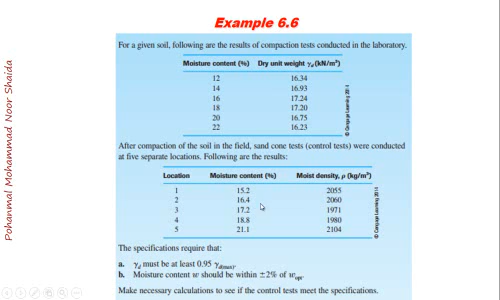 Example 6.6
For a given soil, following are the results of compaction tests conducted in the laboratory.
Moisture content (%) Dry unit weight γd (kN/m³)
12 16.34
14 16.93
16 17.24
18 17.20
20 16.75
22 16.23
© Cengage Learning 2014
After compaction of the soil in the field, sand cone tests (control tests) were conducted
at five separate locations. Following are the results:
Location Moisture content (%) Moist density, ρ (kg/m³)
1 15.2 2055
2 16.4 2060
3 17.2 1971
4 18.8 1980
5 21.1 2104
© Cengage Learning 2014
The specifications require that:
a. γd must be at least 0.95 γd(max).
b. Moisture content w should be within ±2% of wopt.
Make necessary calculations to see if the control tests meet the specifications.
Pohanmal Mohammad Noor Shaida